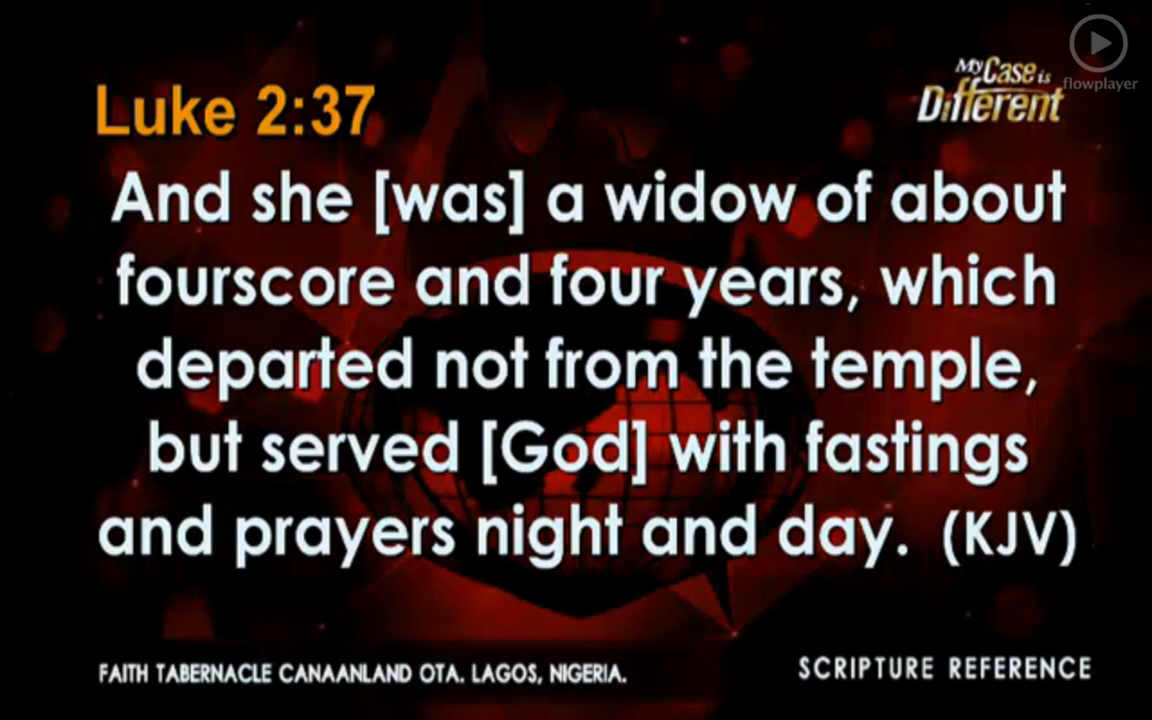 Luke 2:37
My Case is
Different
flowplayer
And she [was] a widow of about
fourscore and four years, which
departed not from the temple,
but served [God] with fastings
and prayers night and day. (KJV)
FAITH TABERNACLE CANAANLAND OTA. LAGOS, NIGERIA.
SCRIPTURE REFERENCE